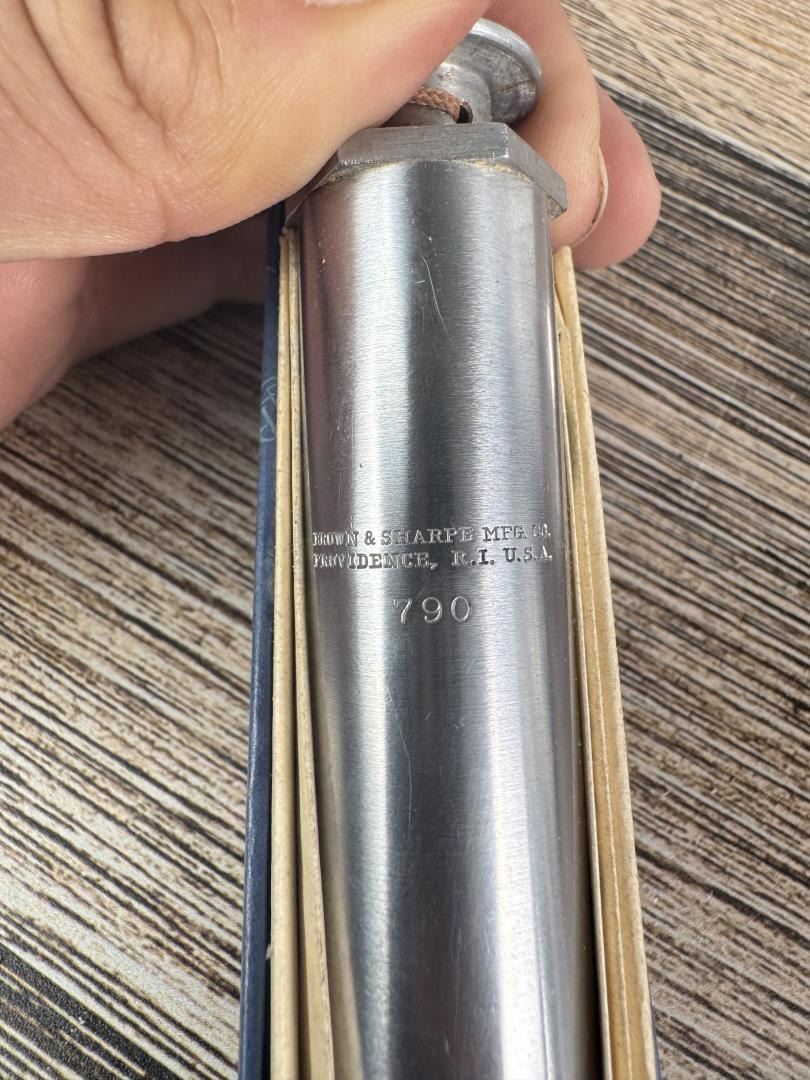 BROWN & SHARPE MFG. CO.
PROVIDENCE, R.I. U.S.A.
790